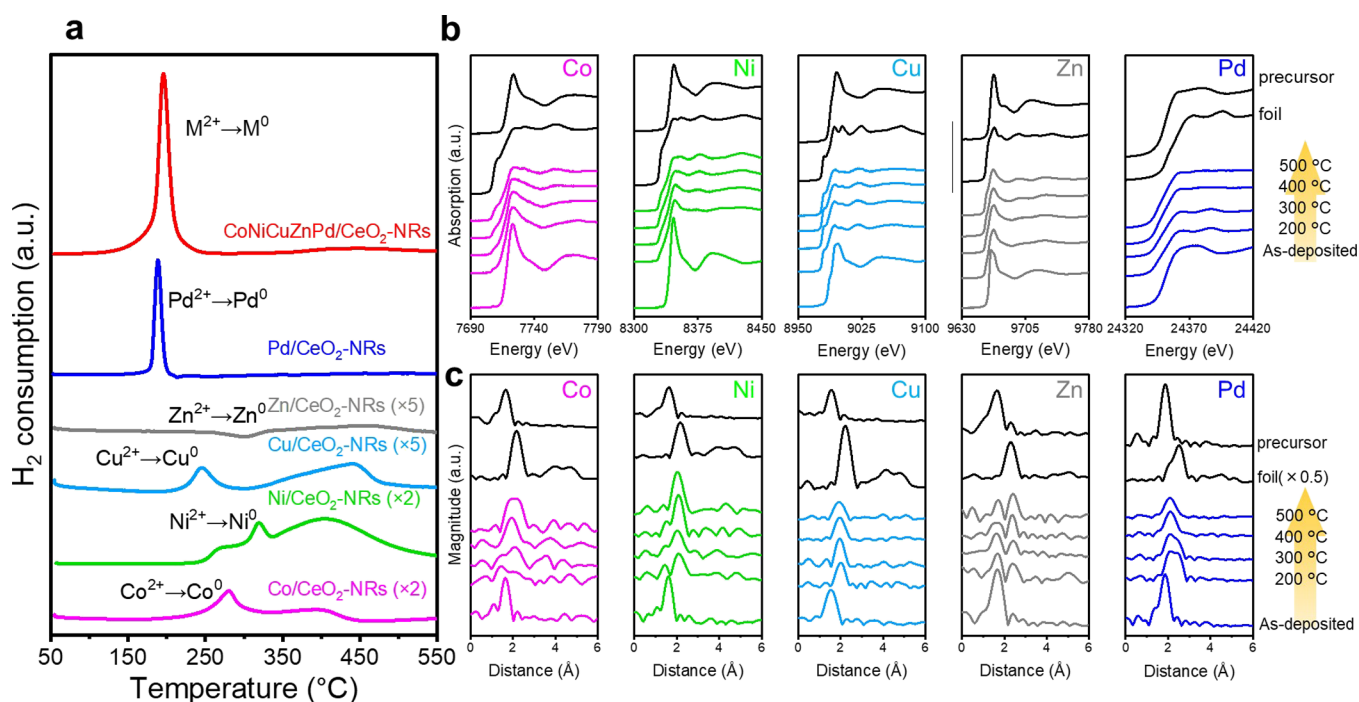 a
H₂ consumption (a.u.)
M²⁺→M⁰
CoNiCuZnPd/CeO₂-NRs
Pd²⁺→Pd⁰
Pd/CeO₂-NRs
Zn²⁺→Zn⁰
Zn/CeO₂-NRs (×5)
Cu²⁺→Cu⁰
Cu/CeO₂-NRs (×5)
Ni/CeO₂-NRs (×2)
Ni²⁺→Ni⁰
Co²⁺→Co⁰
Co/CeO₂-NRs (×2)
50 150 250 350 450 550
Temperature (°C)
b
Absorption (a.u.)
Co
Ni
Cu
Zn
Pd
precursor
foil
500 °C
400 °C
300 °C
200 °C
As-deposited
7690 7740 7790
8300 8375 8450
8950 9025 9100
9630 9705 9780
24320 24370 24420
Energy (eV)
Energy (eV)
Energy (eV)
Energy (eV)
Energy (eV)
c
Magnitude (a.u.)
Co
Ni
Cu
Zn
Pd
precursor
foil(×0.5)
500 °C
400 °C
300 °C
200 °C
As-deposited
0 2 4 6
0 2 4 6
0 2 4 6
0 2 4 6
0 2 4 6
Distance (Å)
Distance (Å)
Distance (Å)
Distance (Å)
Distance (Å)